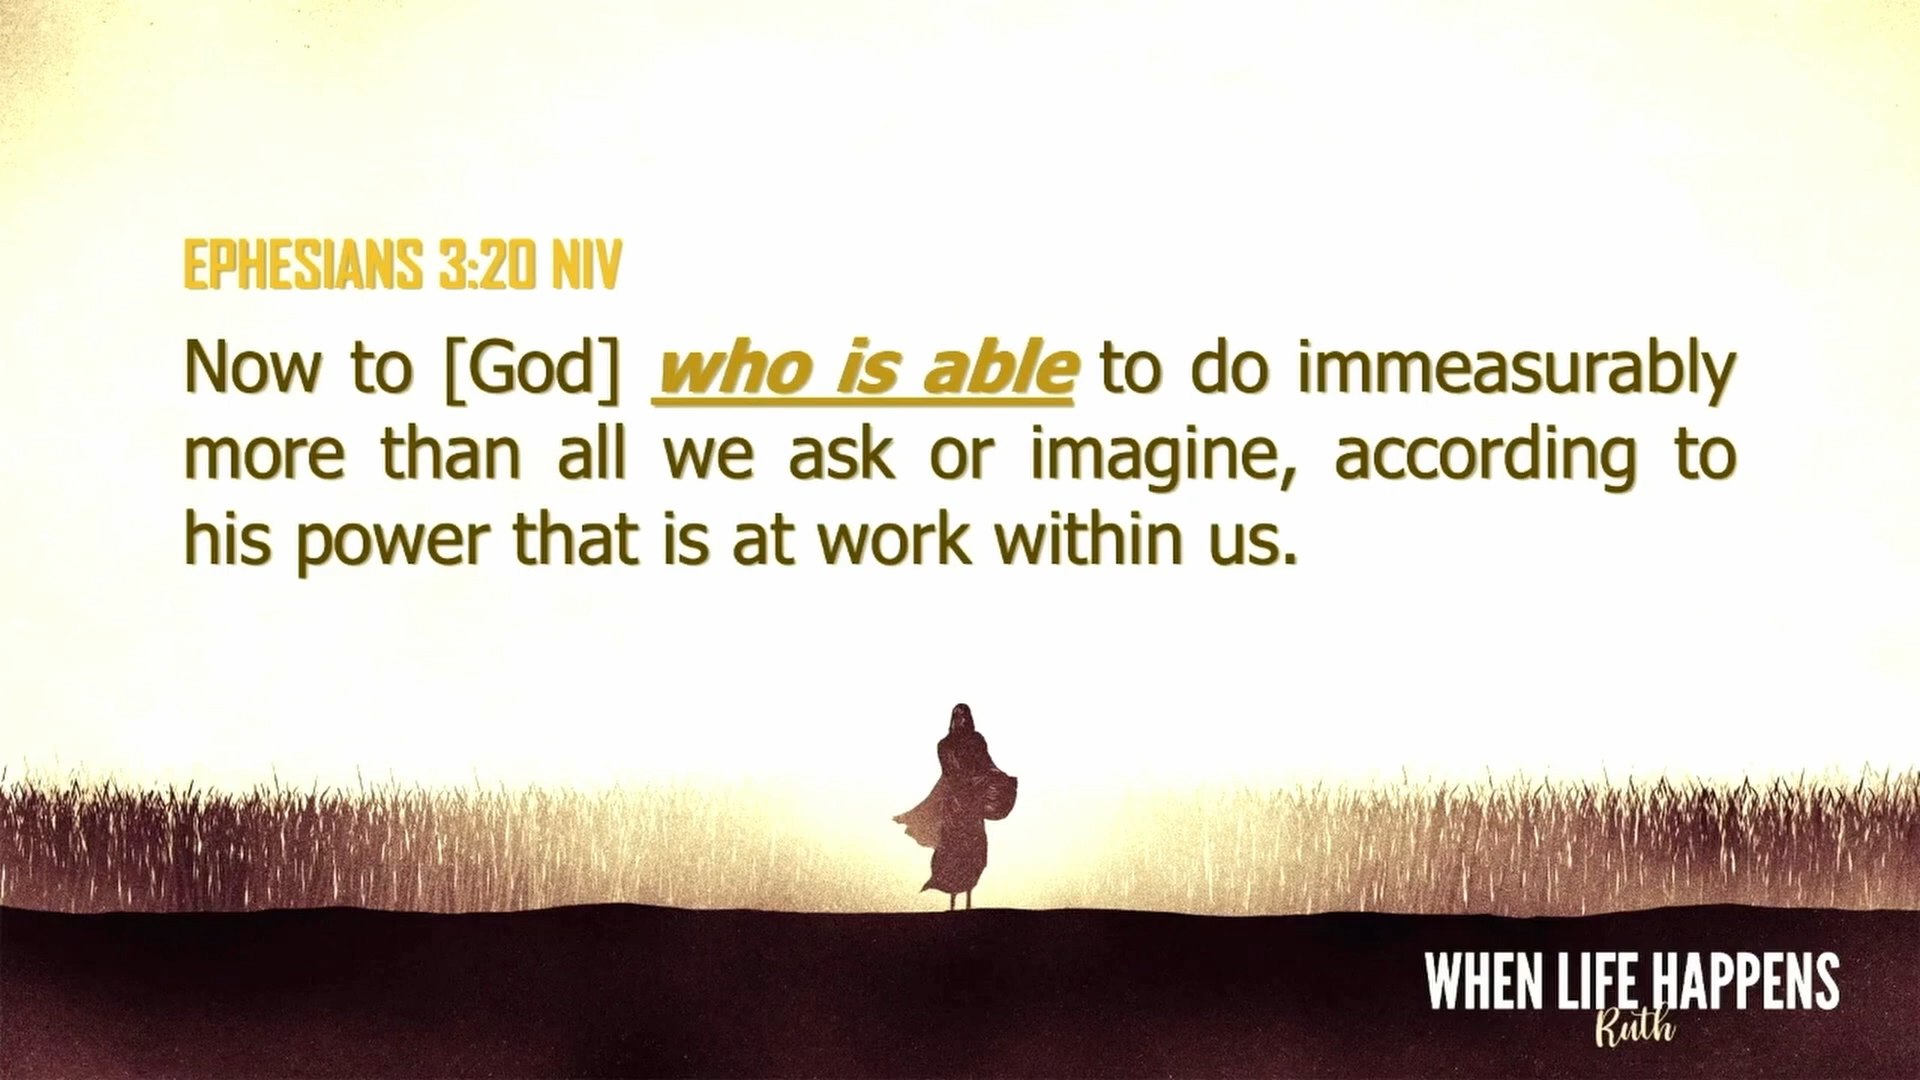 EPHESIANS 3:20 NIV
Now to [God] who is able to do immeasurably
more than all we ask or imagine, according to
his power that is at work within us.
WHEN LIFE HAPPENS
Ruth